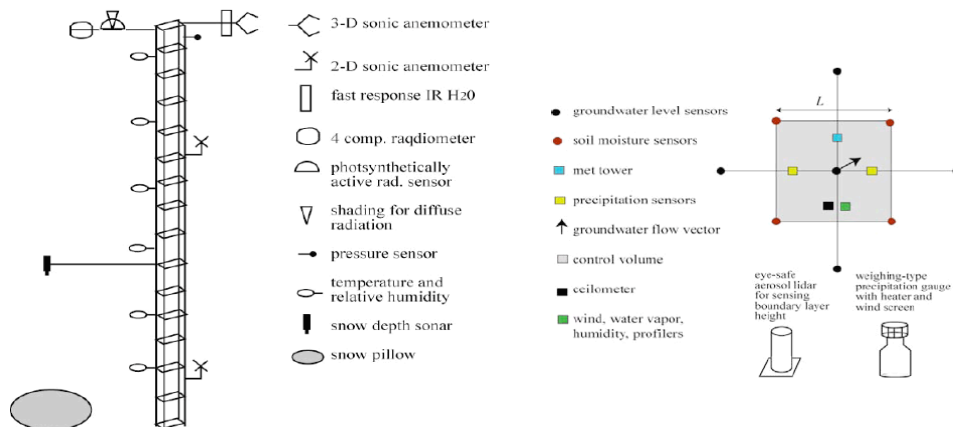 3-D sonic anemometer
2-D sonic anemometer
fast response IR H20
4 comp. raqdiometer
photsynthetically
active rad. sensor
shading for diffuse
radiation
pressure sensor
temperature and
relative humidity
snow depth sonar
snow pillow
groundwater level sensors
soil moisture sensors
met tower
precipitation sensors
groundwater flow vector
control volume
ceilometer
wind, water vapor,
humidity, profilers
L
eye-safe
aerosol lidar
for sensing
boundary layer
height
weighing-type
precipitation gauge
with heater and
wind screen